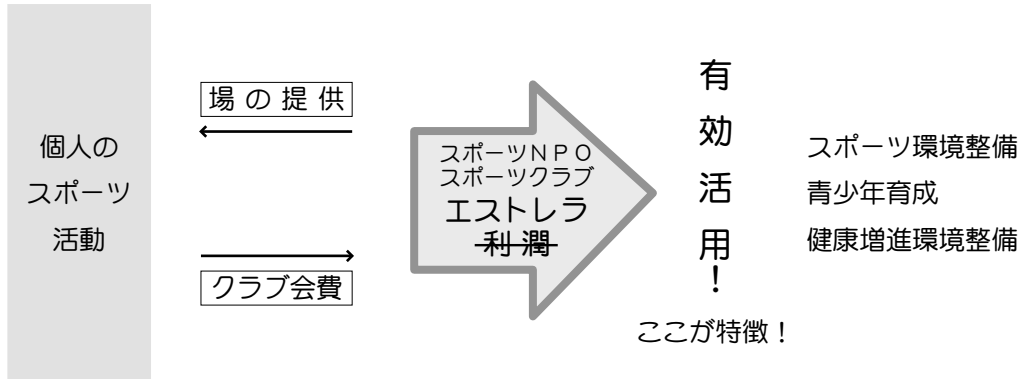 個人の
スポーツ
活動
場の提供
クラブ会費
スポーツＮＰＯ
スポーツクラブ
エストレラ
利潤
有効活用！
ここが特徴！
スポーツ環境整備
青少年育成
健康増進環境整備